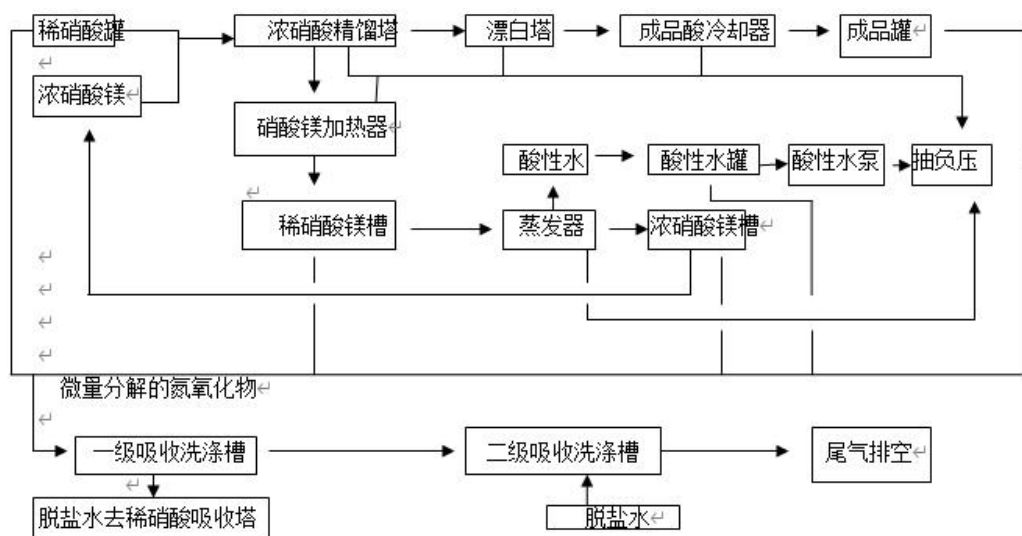 稀硝酸罐
浓硝酸精馏塔
漂白塔
成品酸冷却器
成品罐
浓硝酸镁
硝酸镁加热器
酸性水
酸性水罐
酸性水泵
抽负压
稀硝酸镁槽
蒸发器
浓硝酸镁槽
微量分解的氮氧化物
一级吸收洗涤槽
二级吸收洗涤槽
尾气排空
脱盐水去稀硝酸吸收塔
脱盐水